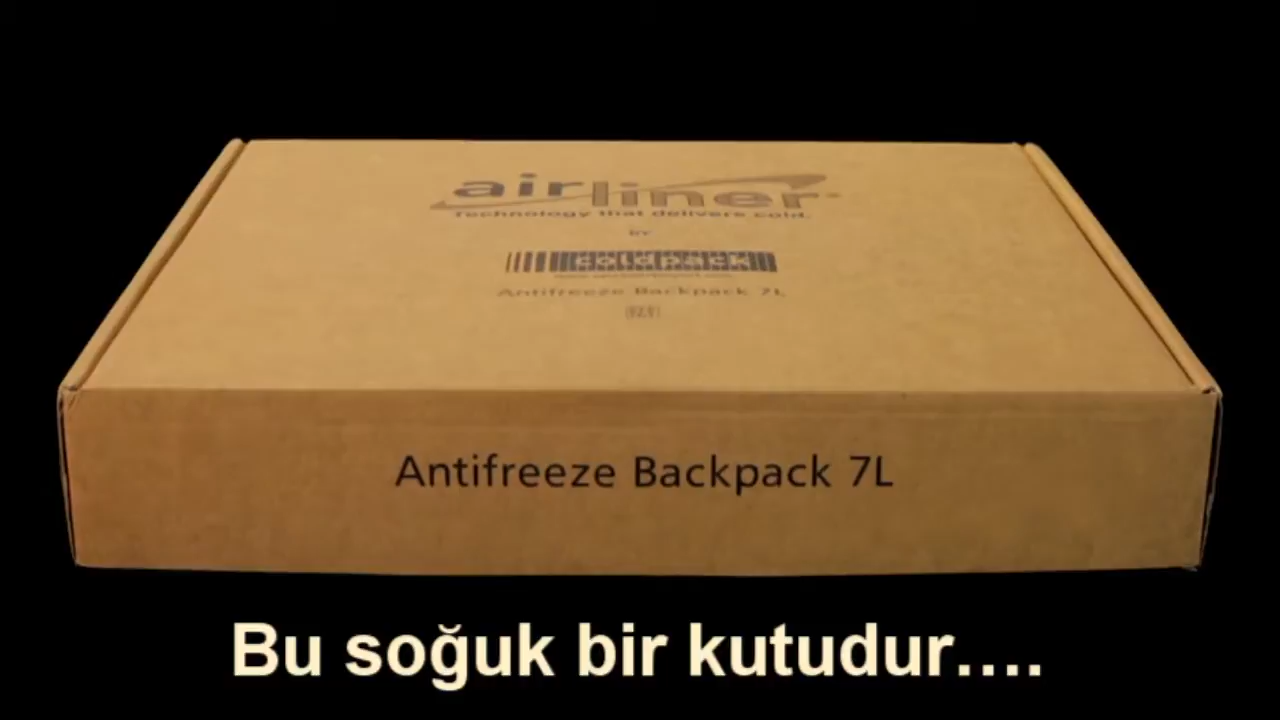 airliner
Technology that delivers cold.
BY
coldpack
Antifreeze Backpack 7L
Antifreeze Backpack 7L
Bu soğuk bir kutudur....